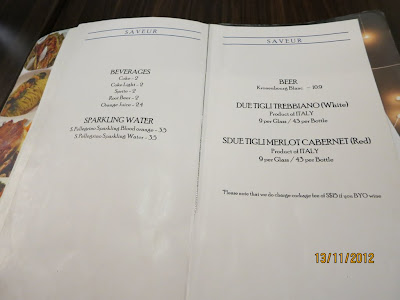 SAVEUR
BEVERAGES
Coke - 2
Coke Light - 2
Sprite - 2
Root Beer - 2
Orange Juice - 2.4
SPARKLING WATER
S.Pellegrino Sparkling Blood orange - 3.5
S.Pellegrino Sparkling Water - 3.5
SAVEUR
BEER
Kronenbourg Blanc - 10.9
DUE TIGLI TREBBIANO (White)
Product of ITALY
9 per Glass / 43 per Bottle
SDUE TIGLI MERLOT CABERNET (Red)
Product of ITALY
9 per Glass / 43 per Bottle
Please note that we do charge corkage fee of S$15 if you BYO wines
13/11/2012